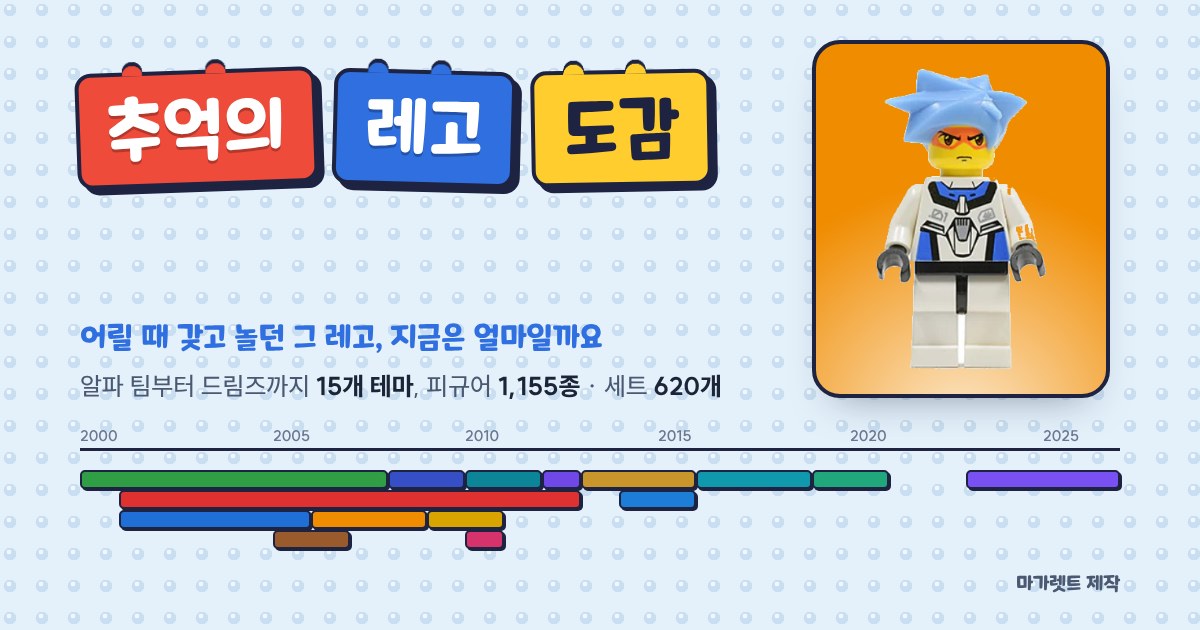 추억의 레고 도감
어릴 때 갖고 놀던 그 레고, 지금은 얼마일까요
알파 팀부터 드림즈까지 15개 테마, 피규어 1,155종 · 세트 620개
2000 2005 2010 2015 2020 2025
마가렛트 제작